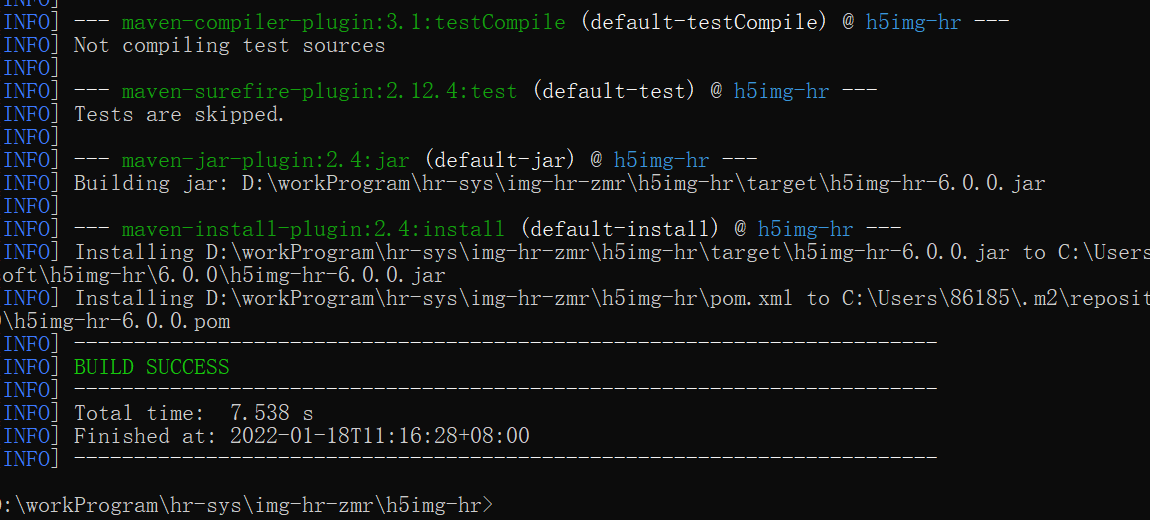 INFO]
INFO] --- maven-compiler-plugin:3.1:testCompile (default-testCompile) @ h5img-hr ---
INFO] Not compiling test sources
INFO]
INFO] --- maven-surefire-plugin:2.12.4:test (default-test) @ h5img-hr ---
INFO] Tests are skipped.
INFO]
INFO] --- maven-jar-plugin:2.4:jar (default-jar) @ h5img-hr ---
INFO] Building jar: D:\workProgram\hr-sys\img-hr-zmr\h5img-hr\target\h5img-hr-6.0.0.jar
INFO]
INFO] --- maven-install-plugin:2.4:install (default-install) @ h5img-hr ---
INFO] Installing D:\workProgram\hr-sys\img-hr-zmr\h5img-hr\target\h5img-hr-6.0.0.jar to C:\Users
oft\h5img-hr\6.0.0\h5img-hr-6.0.0.jar
INFO] Installing D:\workProgram\hr-sys\img-hr-zmr\h5img-hr\pom.xml to C:\Users\86185\.m2\reposit
\h5img-hr-6.0.0.pom
INFO] ------------------------------------------------------------------------
INFO] BUILD SUCCESS
INFO] ------------------------------------------------------------------------
INFO] Total time:  7.538 s
INFO] Finished at: 2022-01-18T11:16:28+08:00
INFO] ------------------------------------------------------------------------
:\workProgram\hr-sys\img-hr-zmr\h5img-hr>